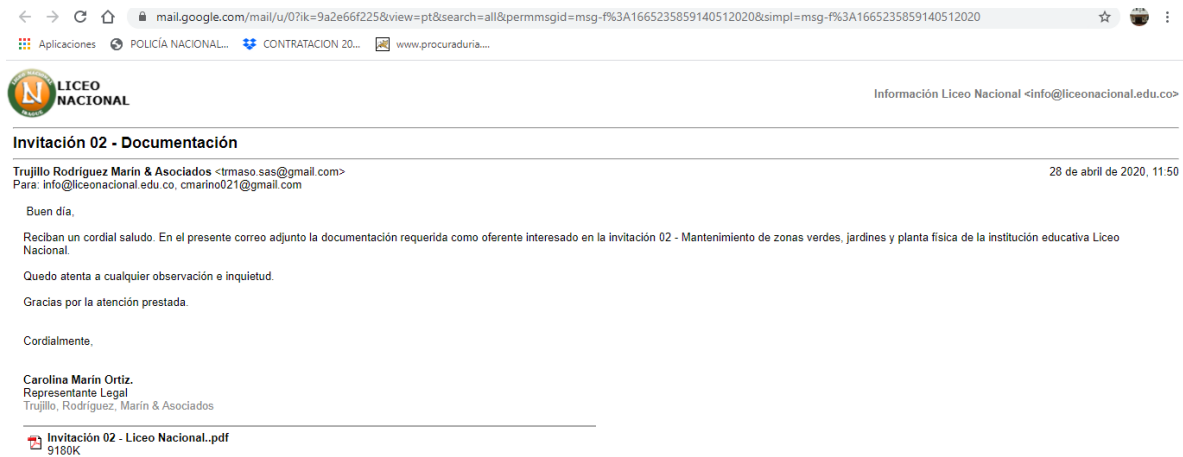 mail.google.com/mail/u/0?ik=9a2e66f225&view=pt&search=all&permmsgid=msg-f%3A1665235859140512020&simpl=msg-f%3A1665235859140512020
Aplicaciones POLICÍA NACIONAL... CONTRATACION 20... www.procuraduria....
LICEO
NACIONAL
Información Liceo Nacional <info@liceonacional.edu.co>
Invitación 02 - Documentación
Trujillo Rodríguez Marín & Asociados <trmaso.sas@gmail.com> 28 de abril de 2020, 11:50
Para: info@liceonacional.edu.co, cmarino021@gmail.com
Buen día,
Reciban un cordial saludo. En el presente correo adjunto la documentación requerida como oferente interesado en la invitación 02 - Mantenimiento de zonas verdes, jardines y planta física de la institución educativa Liceo
Nacional.
Quedo atenta a cualquier observación e inquietud.
Gracias por la atención prestada.
Cordialmente,
Carolina Marín Ortiz.
Representante Legal
Trujillo, Rodríguez, Marín & Asociados
Invitación 02 - Liceo Nacional..pdf
9180K